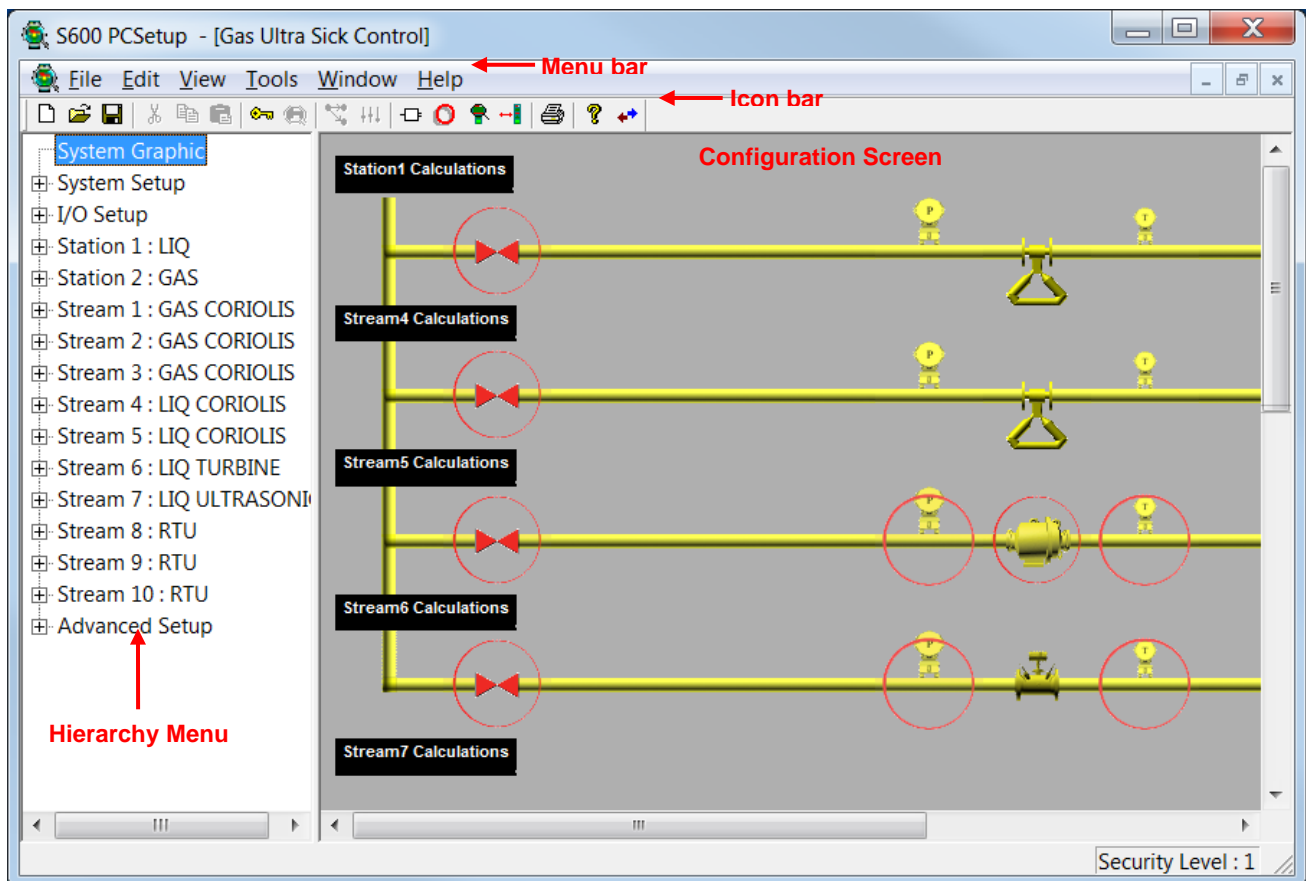 S600 PCSetup - [Gas Ultra Sick Control]
File Edit View Tools Window Help
Menu bar
Icon bar
System Graphic
System Setup
I/O Setup
Station 1 : LIQ
Station 2 : GAS
Stream 1 : GAS CORIOLIS
Stream 2 : GAS CORIOLIS
Stream 3 : GAS CORIOLIS
Stream 4 : LIQ CORIOLIS
Stream 5 : LIQ CORIOLIS
Stream 6 : LIQ TURBINE
Stream 7 : LIQ ULTRASONI
Stream 8 : RTU
Stream 9 : RTU
Stream 10 : RTU
Advanced Setup
Hierarchy Menu
Configuration Screen
Station1 Calculations
P
T
Stream4 Calculations
P
T
Stream5 Calculations
P
T
Stream6 Calculations
P
T
Stream7 Calculations
Security Level : 1